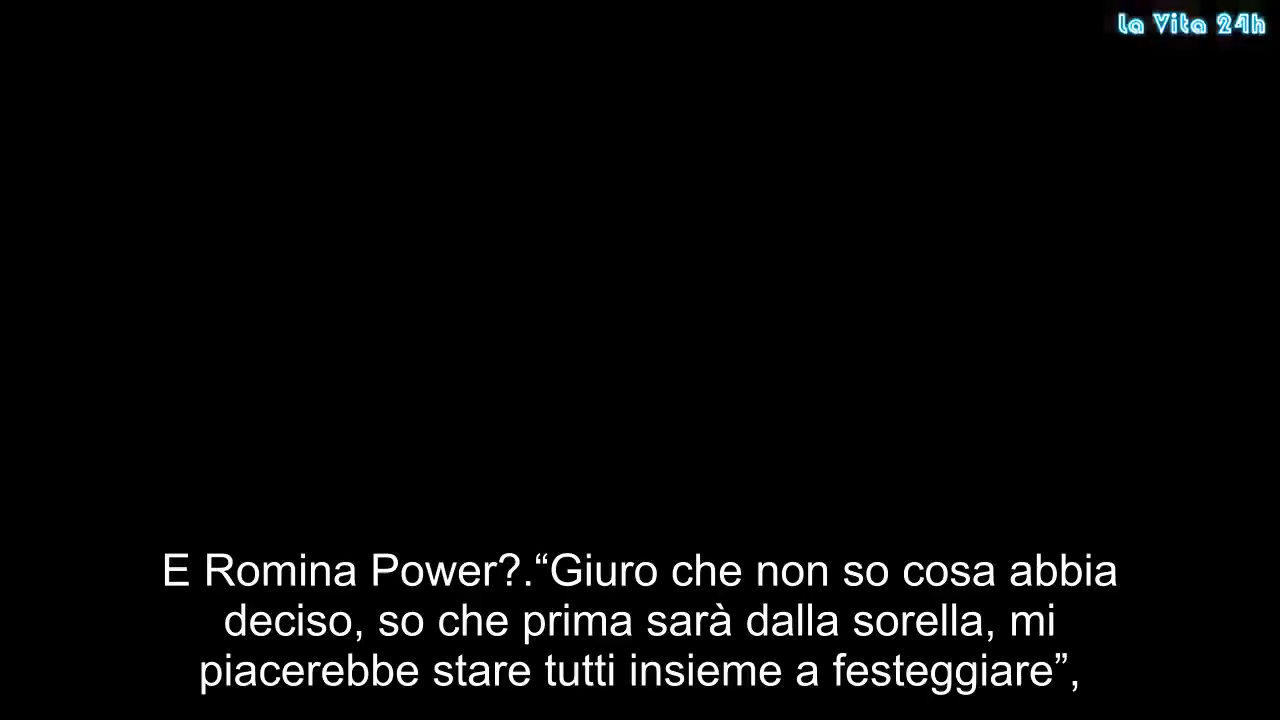 La Vita 24h
E Romina Power?.“Giuro che non so cosa abbia
deciso, so che prima sarà dalla sorella, mi
piacerebbe stare tutti insieme a festeggiare”,